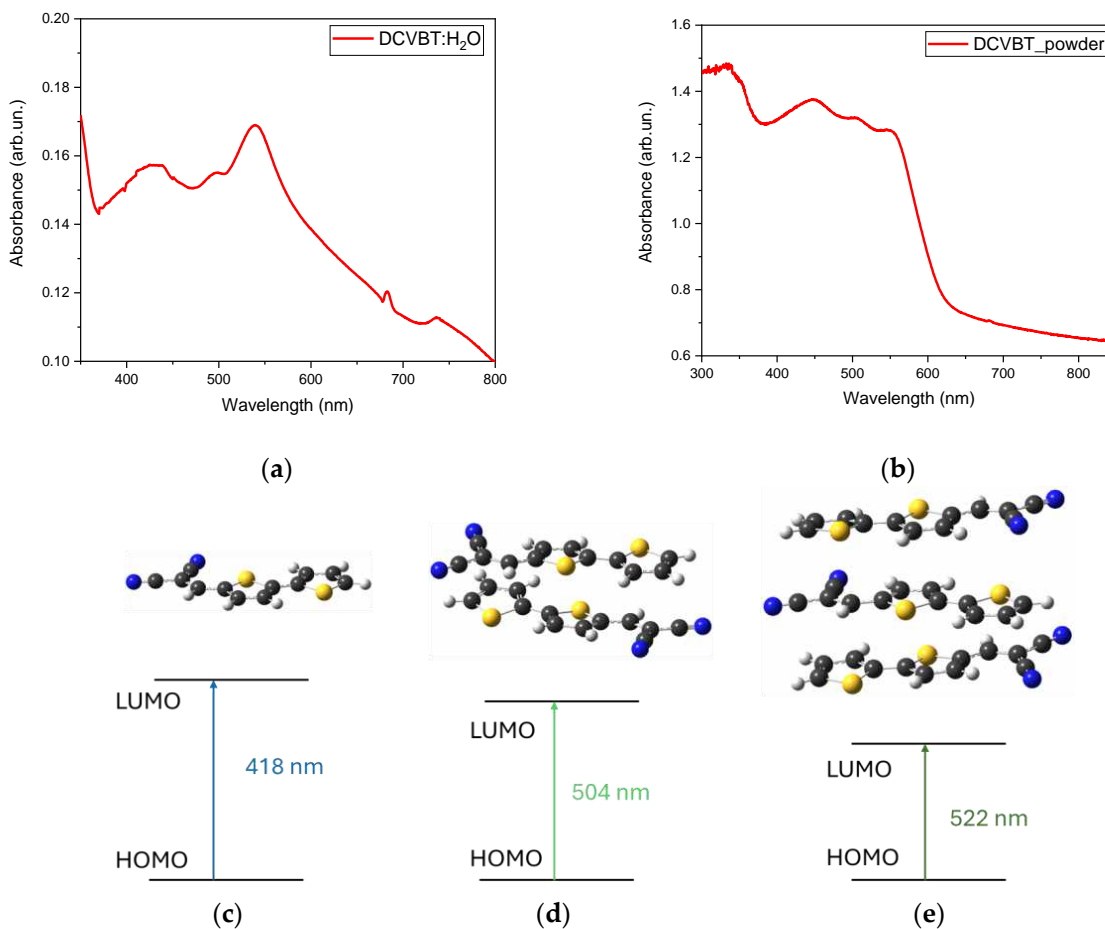 DCVBT:H₂O
0.20
0.18
0.16
0.14
0.12
0.10
Absorbance (arb.un.)
400 500 600 700 800
Wavelength (nm)
(a)
DCVBT_powder
1.6
1.4
1.2
1.0
0.8
0.6
Absorbance (arb.un.)
300 400 500 600 700 800
Wavelength (nm)
(b)
LUMO
418 nm
HOMO
(c)
LUMO
504 nm
HOMO
(d)
LUMO
522 nm
HOMO
(e)